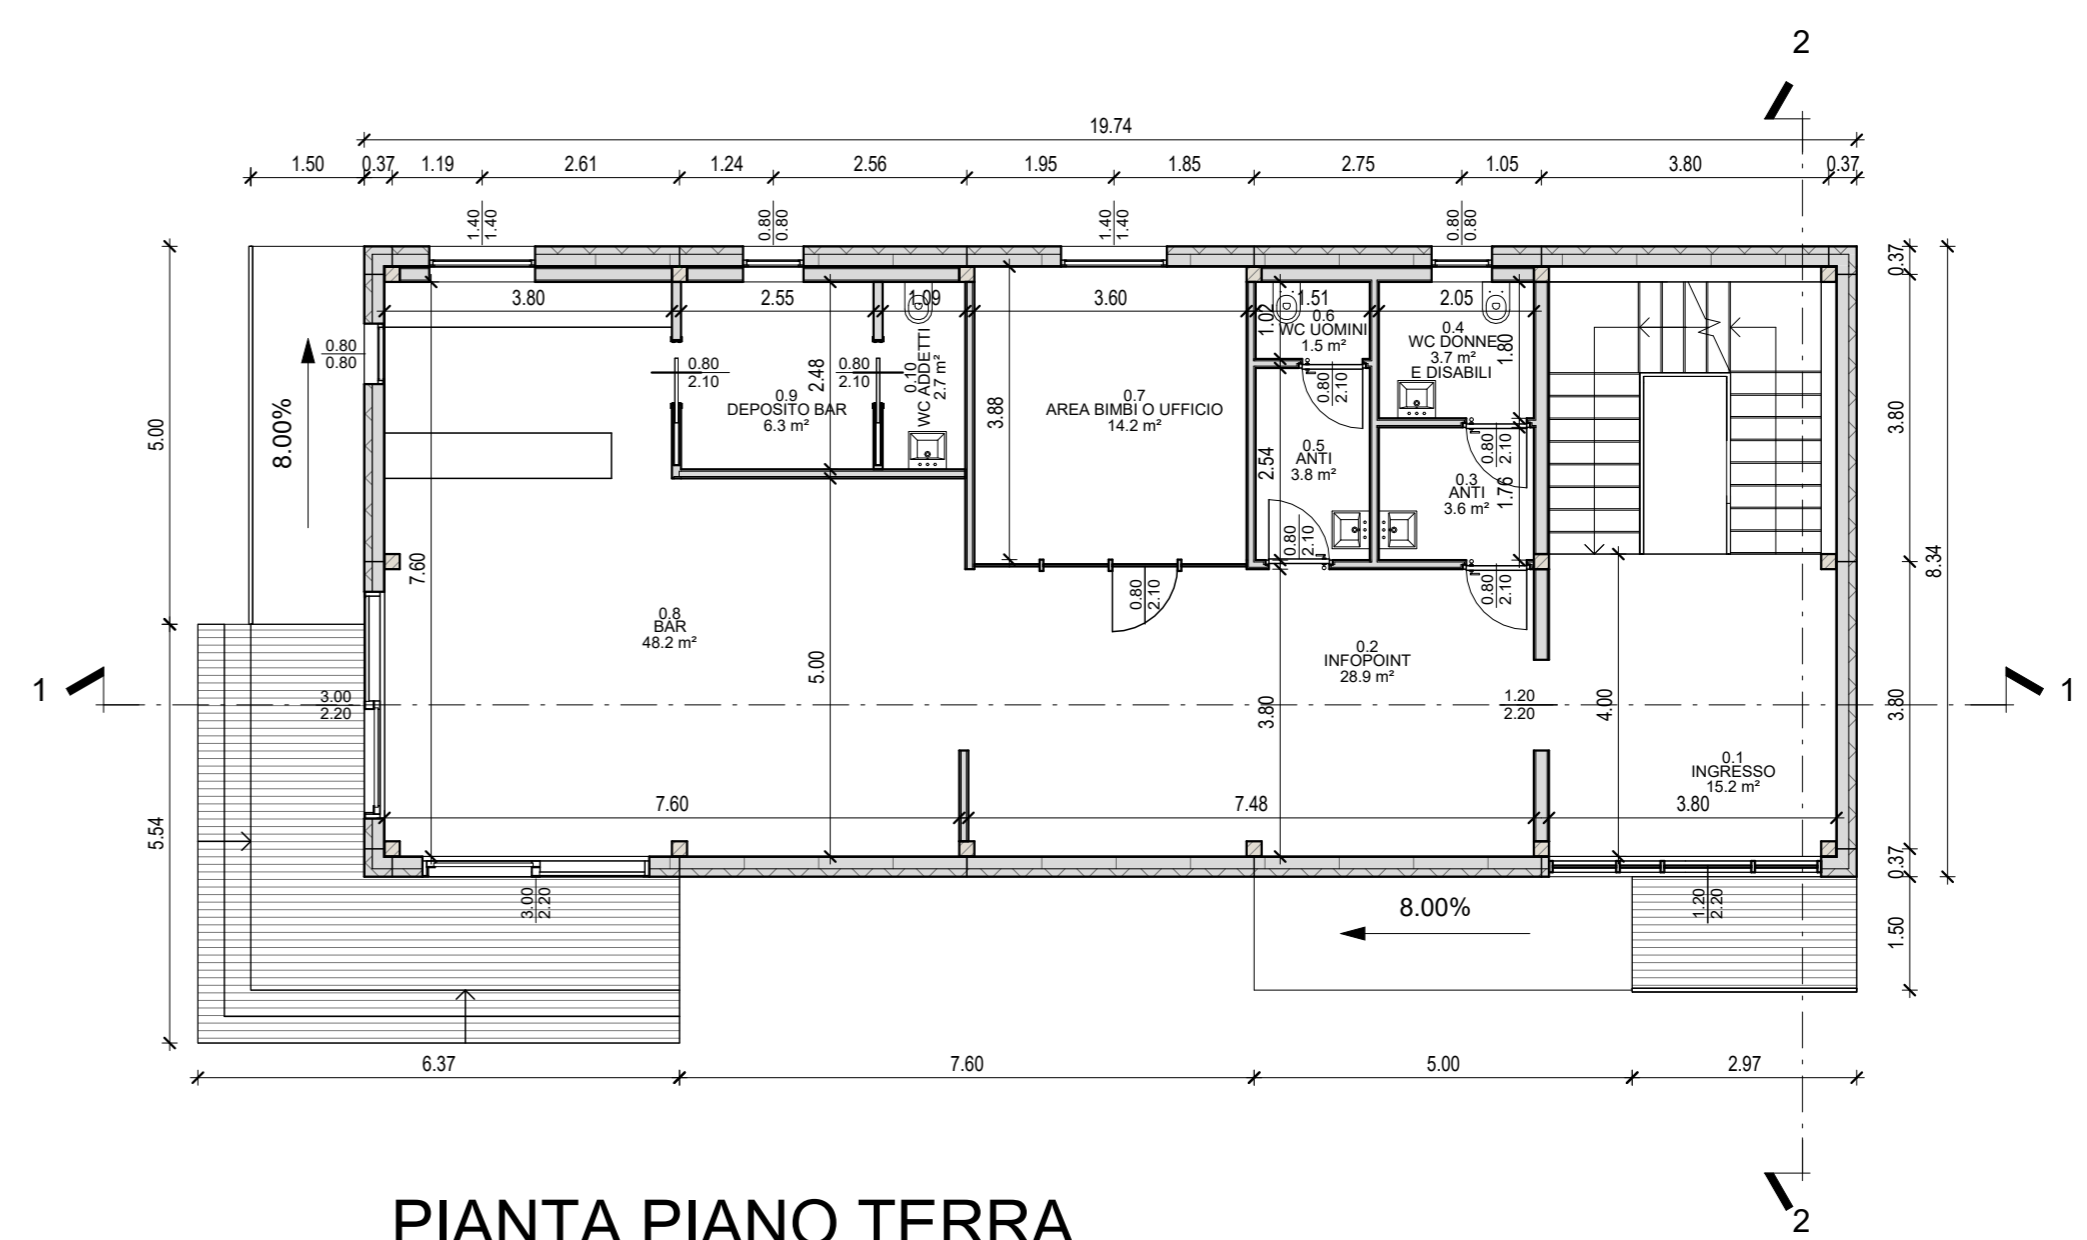 2
19.74
1.50 0.37 1.19 2.61 1.24 2.56 1.95 1.85 2.75 1.05 3.80 0.37
1.40
1.40
0.80
0.80
1.40
1.40
0.80
0.80
0.37
3.80 2.55 1.09 3.60 1.51 2.05
1.02
0.6
WC UOMINI
1.5 m²
0.4
WC DONNE
3.7 m²
E DISABILI
1.80
0.80
0.80
0.80
2.10
2.48
0.80
2.10
0.10
WC ADDETTI
2.7 m²
0.9
DEPOSITO BAR
6.3 m²
3.88
0.7
AREA BIMBI O UFFICIO
14.2 m²
0.80
2.10
5.00
8.00%
3.80
2.54
0.5
ANTI
3.8 m²
0.80
2.10
0.3
ANTI
3.6 m²
1.76
0.80
2.10
7.60
8.34
0.80
2.10
0.80
2.10
0.8
BAR
48.2 m²
0.2
INFOPOINT
28.9 m²
5.00
1
3.00
2.20
3.80
1.20
2.20
4.00
3.80
1
0.1
INGRESSO
15.2 m²
7.60 7.48 3.80
5.54
0.37
3.00
2.20
8.00%
1.20
2.20
1.50
6.37 7.60 5.00 2.97
2
PIANTA PIANO TERRA